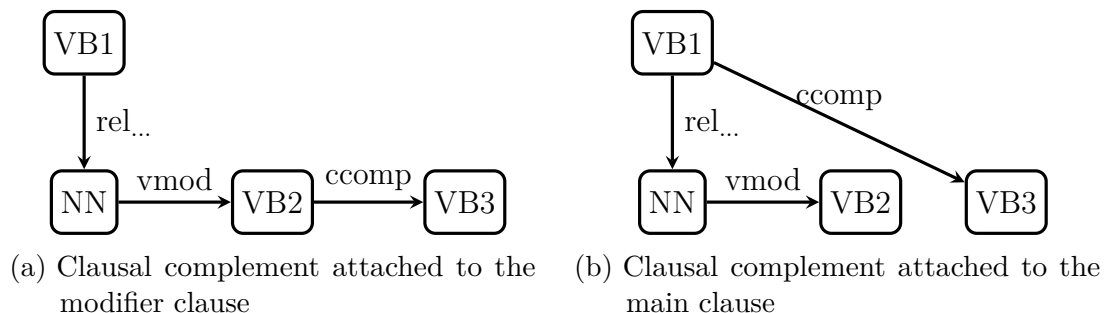 VB1
rel...
NN
vmod
VB2
ccomp
VB3
(a) Clausal complement attached to the
modifier clause
VB1
ccomp
rel...
NN
vmod
VB2
VB3
(b) Clausal complement attached to the
main clause